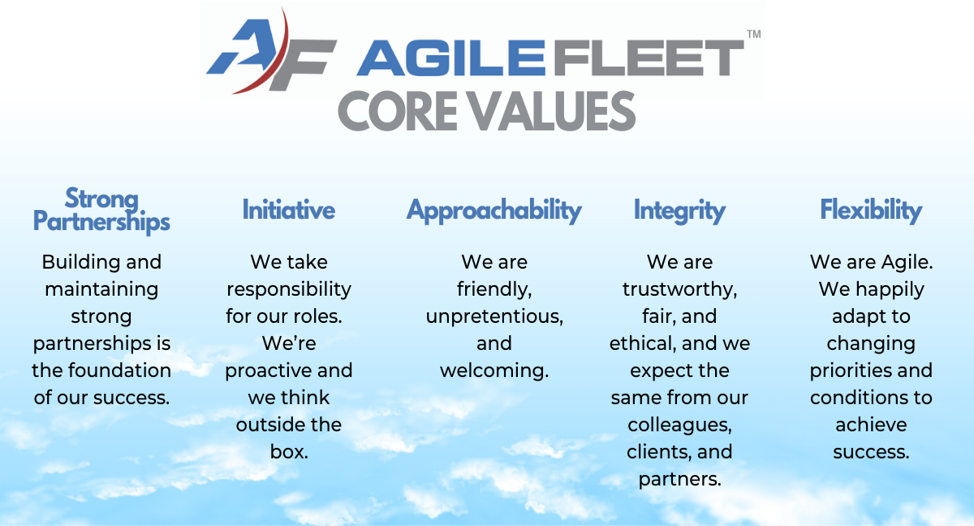 AF AGILEFLEET™
CORE VALUES
Strong
Partnerships
Building and
maintaining
strong
partnerships is
the foundation
of our success.
Initiative
We take
responsibility
for our roles.
We’re
proactive and
we think
outside the
box.
Approachability
We are
friendly,
unpretentious,
and
welcoming.
Integrity
We are
trustworthy,
fair, and
ethical, and we
expect the
same from our
colleagues,
clients, and
partners.
Flexibility
We are Agile.
We happily
adapt to
changing
priorities and
conditions to
achieve
success.